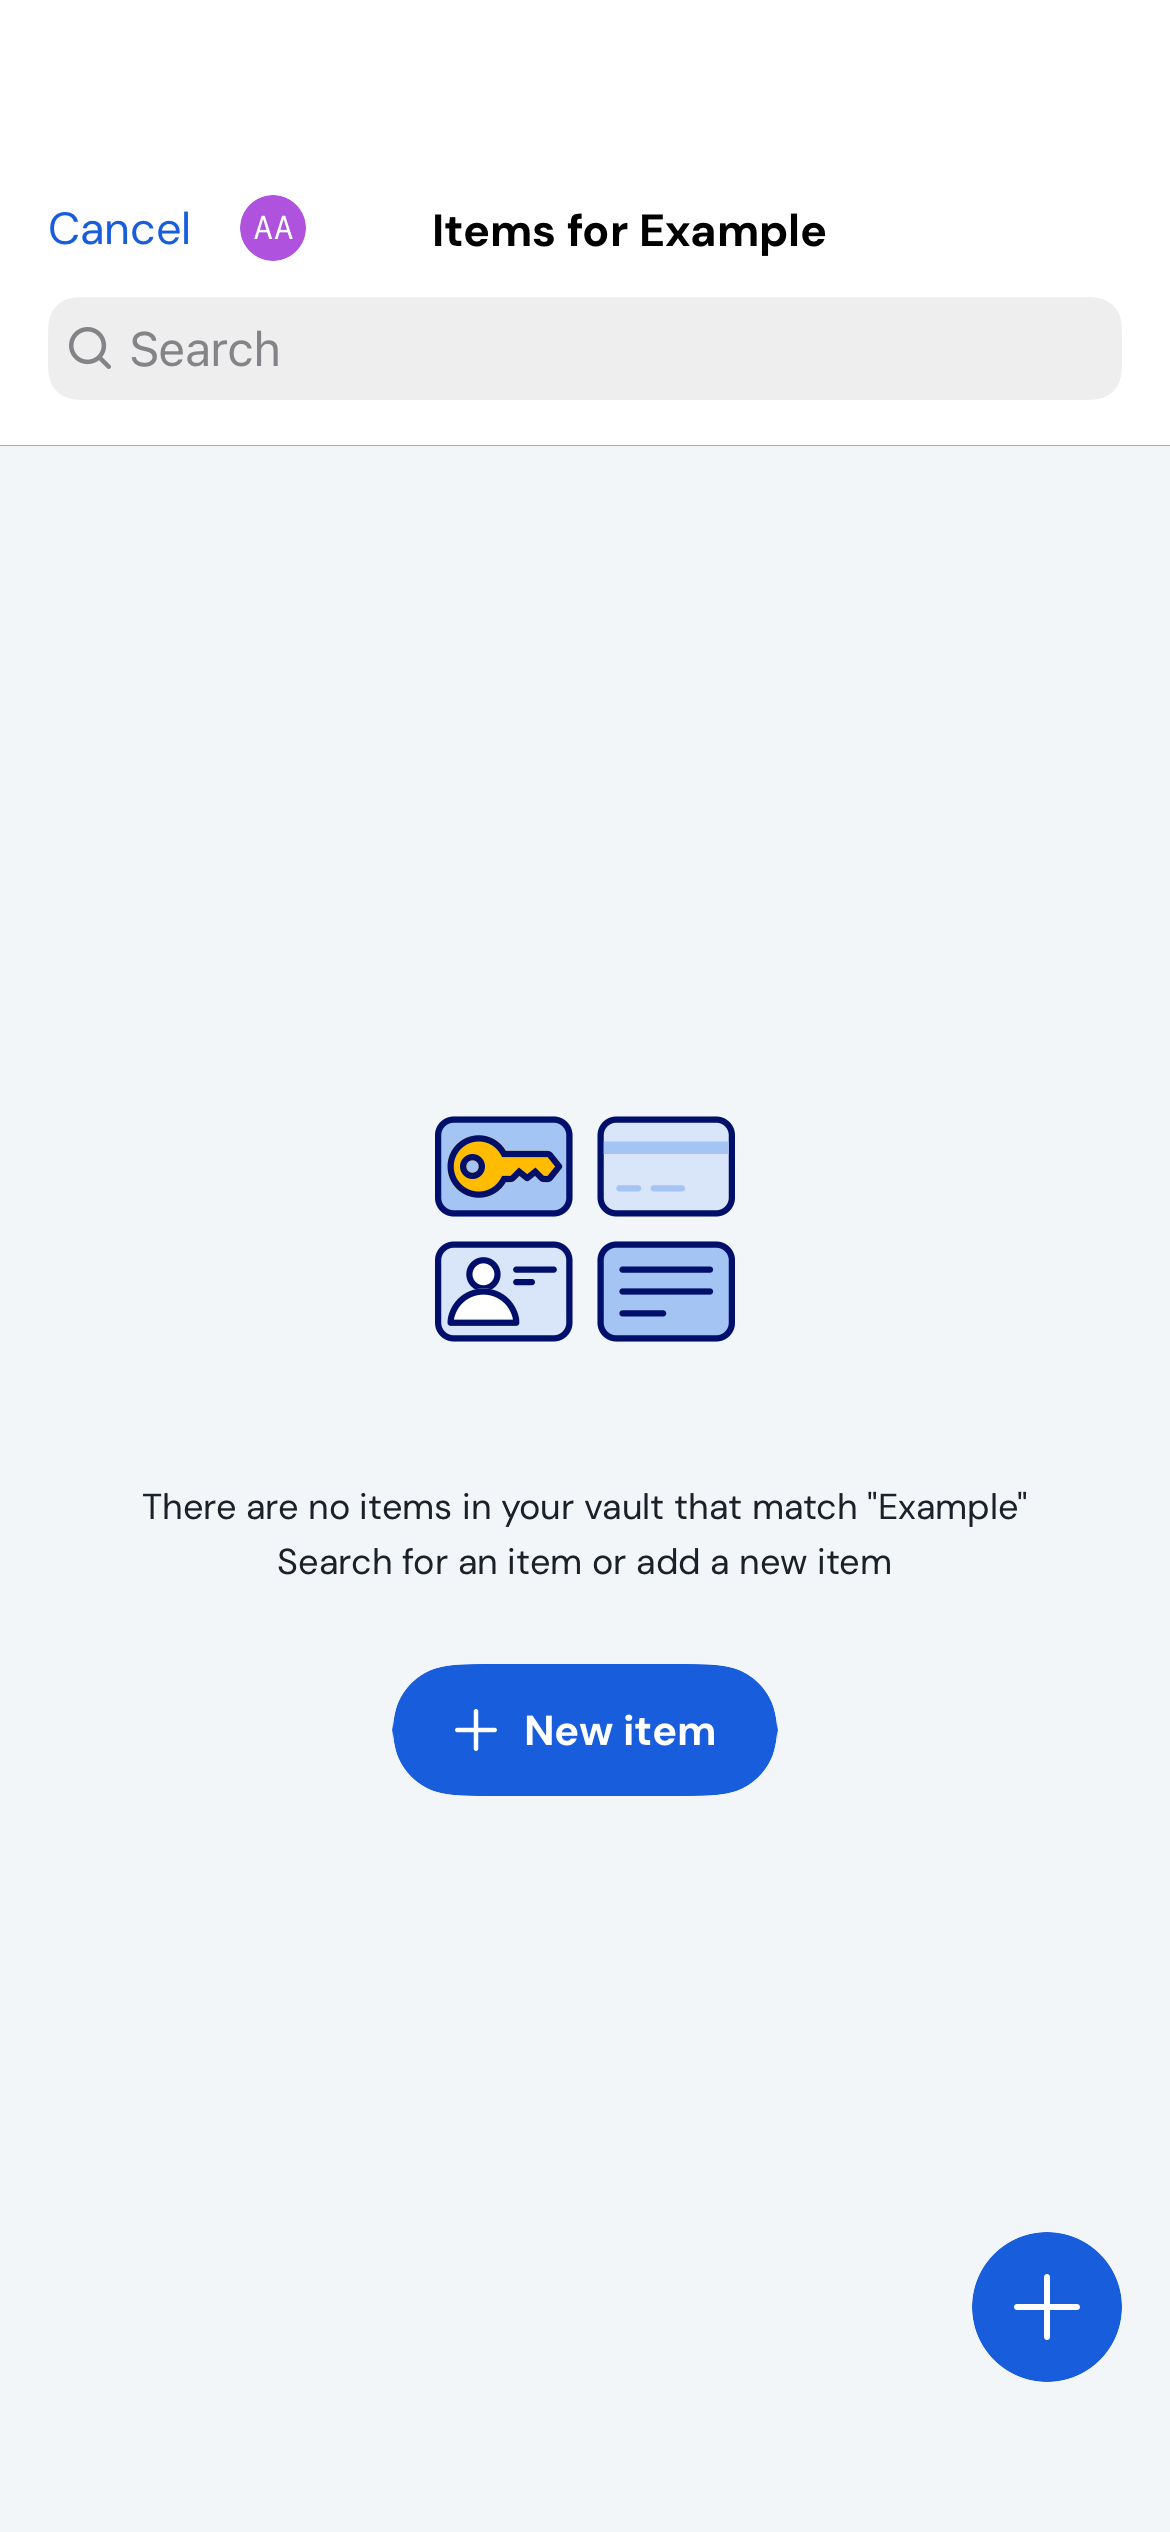 Cancel
AA
Items for Example
Search
There are no items in your vault that match "Example"
Search for an item or add a new item
New item